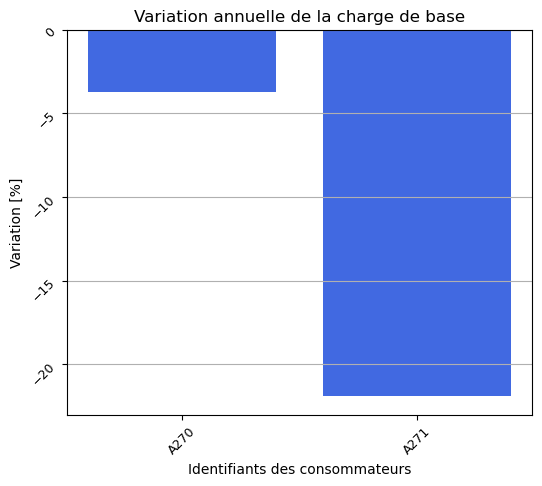 Variation annuelle de la charge de base
0
−5
−10
−15
−20
Variation [%]
A270
A271
Identifiants des consommateurs